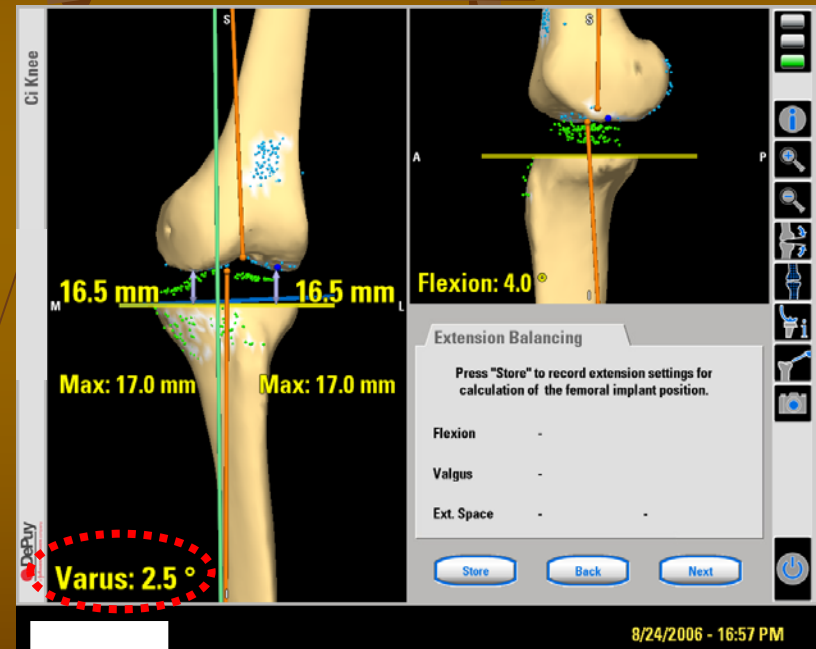 Ci Knee
S
M
L
16.5 mm
16.5 mm
Max: 17.0 mm
Max: 17.0 mm
Varus: 2.5 °
I
DePuy
S
A
P
Flexion: 4.0 °
I
Extension Balancing
Press "Store" to record extension settings for
calculation of the femoral implant position.
Flexion -
Valgus -
Ext. Space - -
Store Back Next
8/24/2006 - 16:57 PM